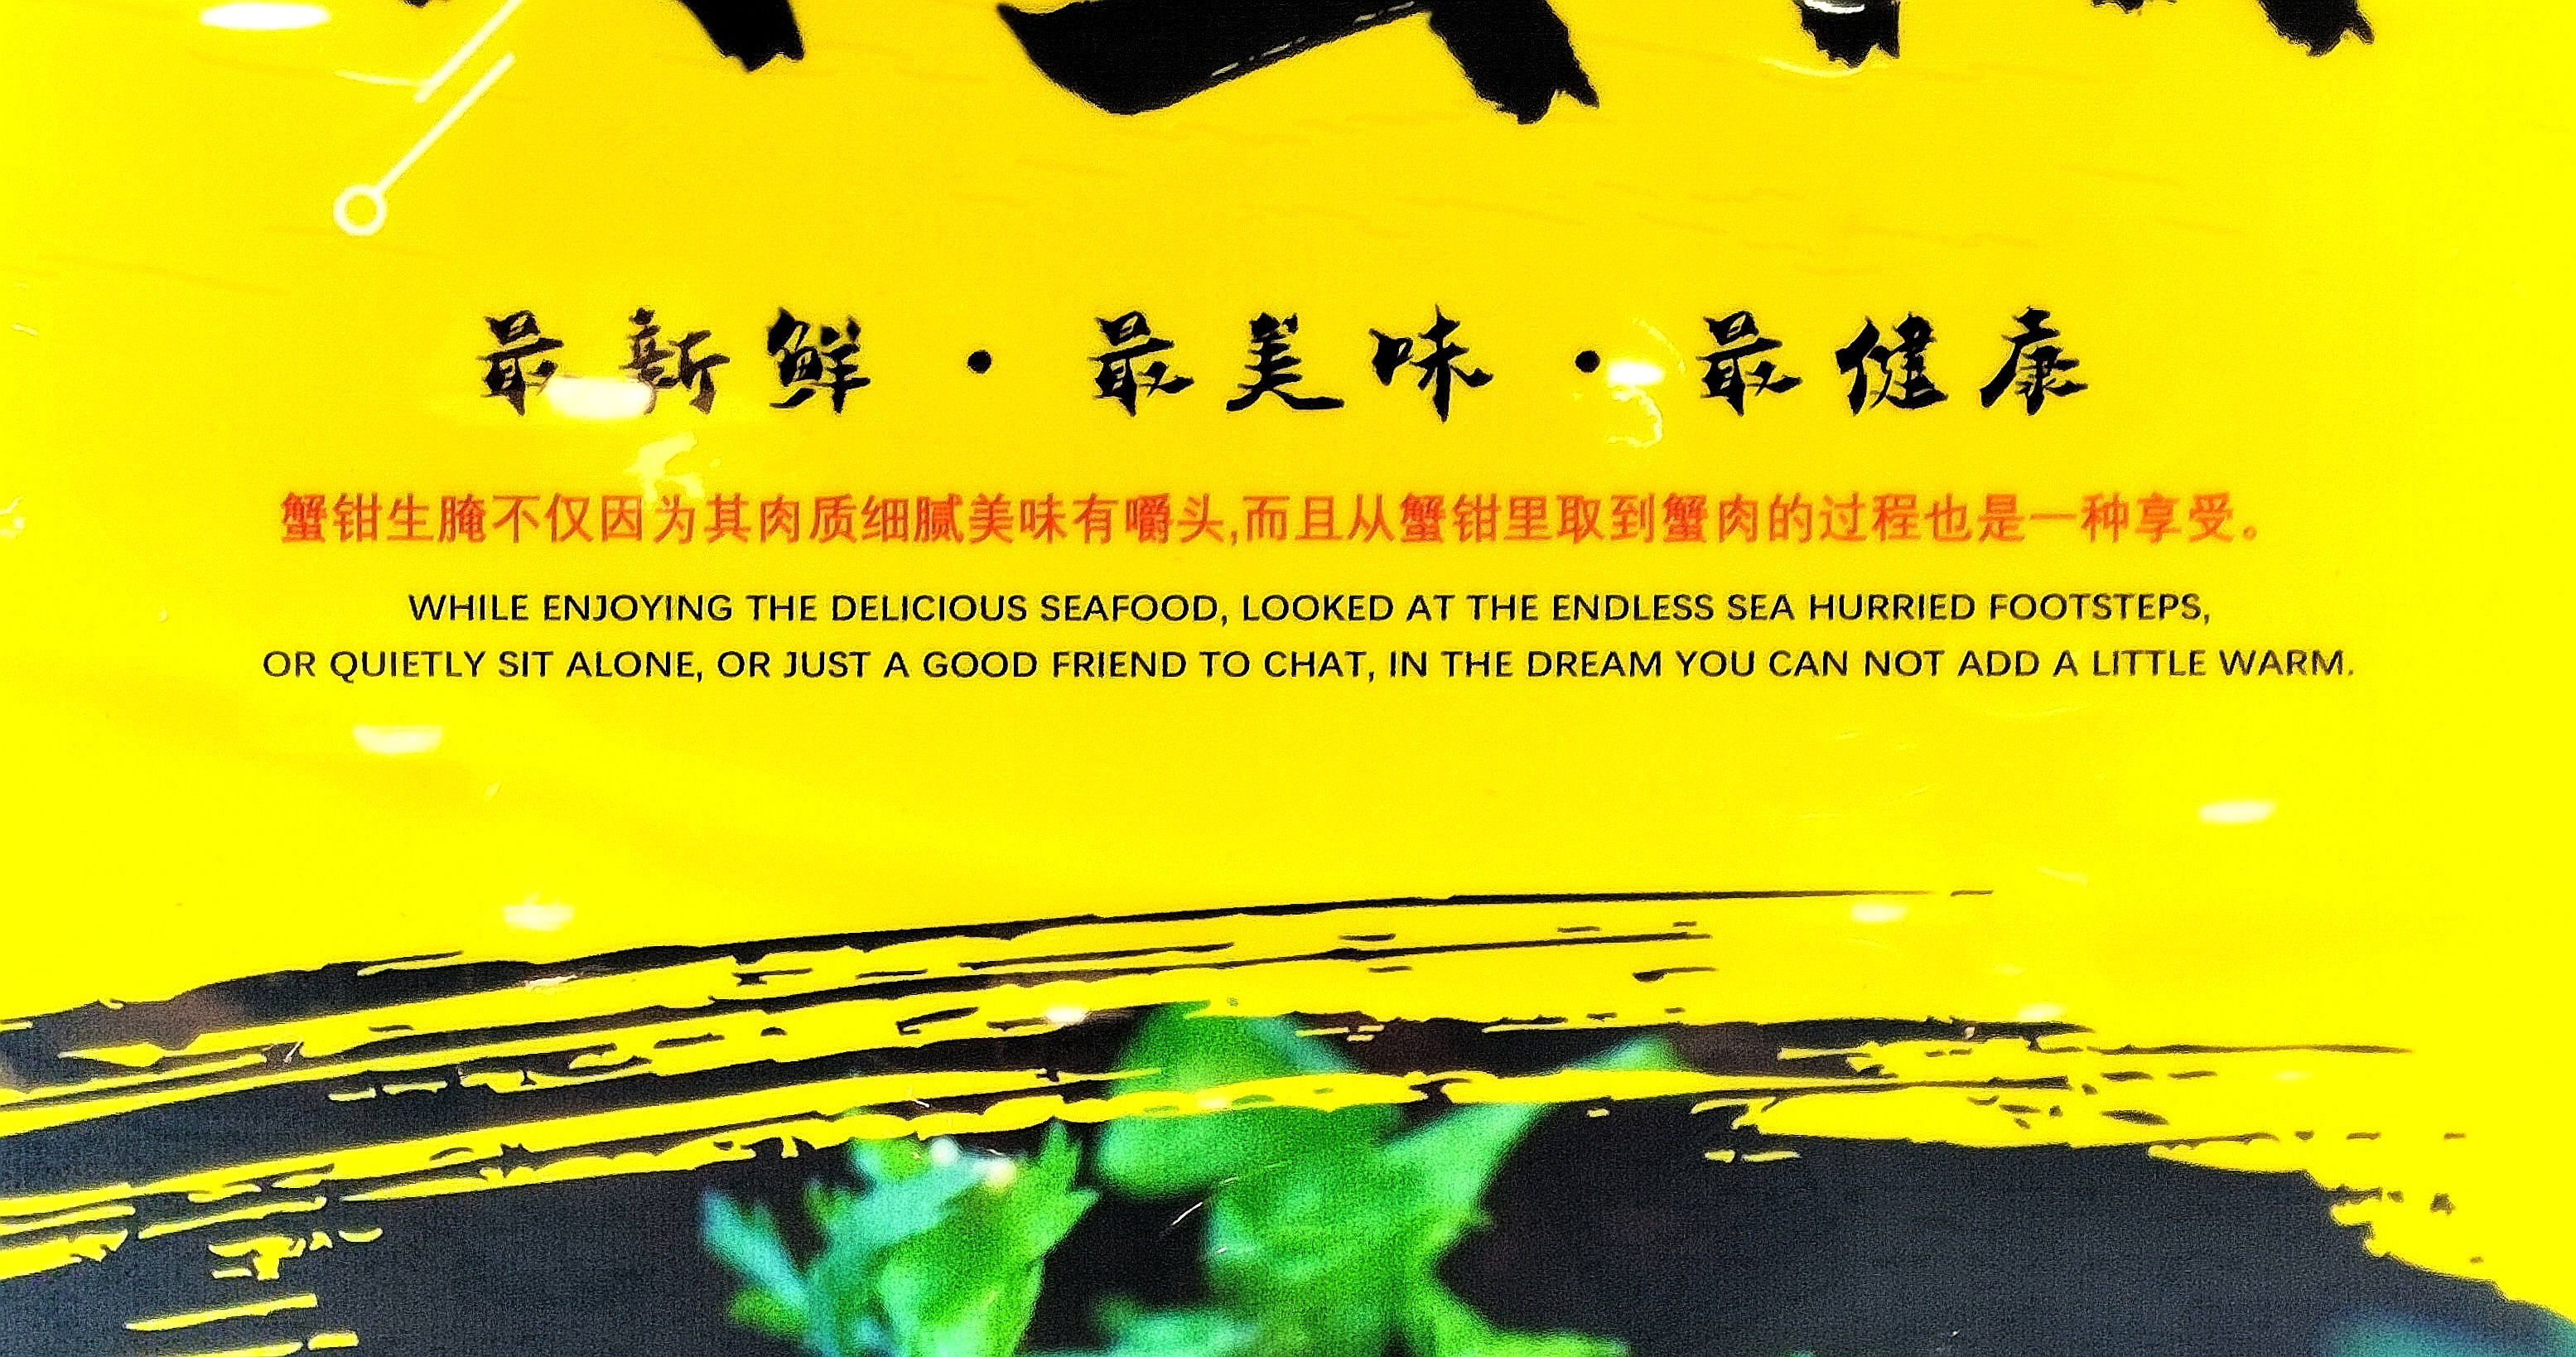 最新鲜·最美味·最健康
蟹钳生腌不仅因为其肉质细腻美味有嚼头,而且从蟹钳里取到蟹肉的过程也是一种享受。
WHILE ENJOYING THE DELICIOUS SEAFOOD, LOOKED AT THE ENDLESS SEA HURRIED FOOTSTEPS,
OR QUIETLY SIT ALONE, OR JUST A GOOD FRIEND TO CHAT, IN THE DREAM YOU CAN NOT ADD A LITTLE WARM.